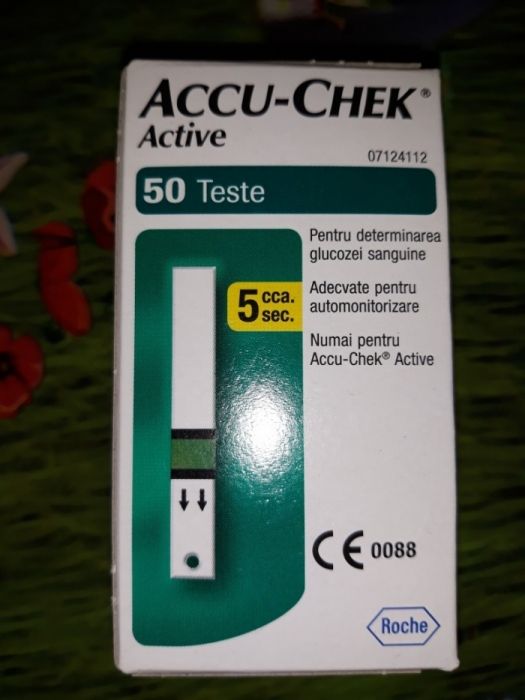 ACCU-CHEK®
Active
07124112
50 Teste
Pentru determinarea
glucozei sanguine
5 cca.
sec.
Adecvate pentru
automonitorizare
Numai pentru
Accu-Chek® Active
CE 0088
Roche